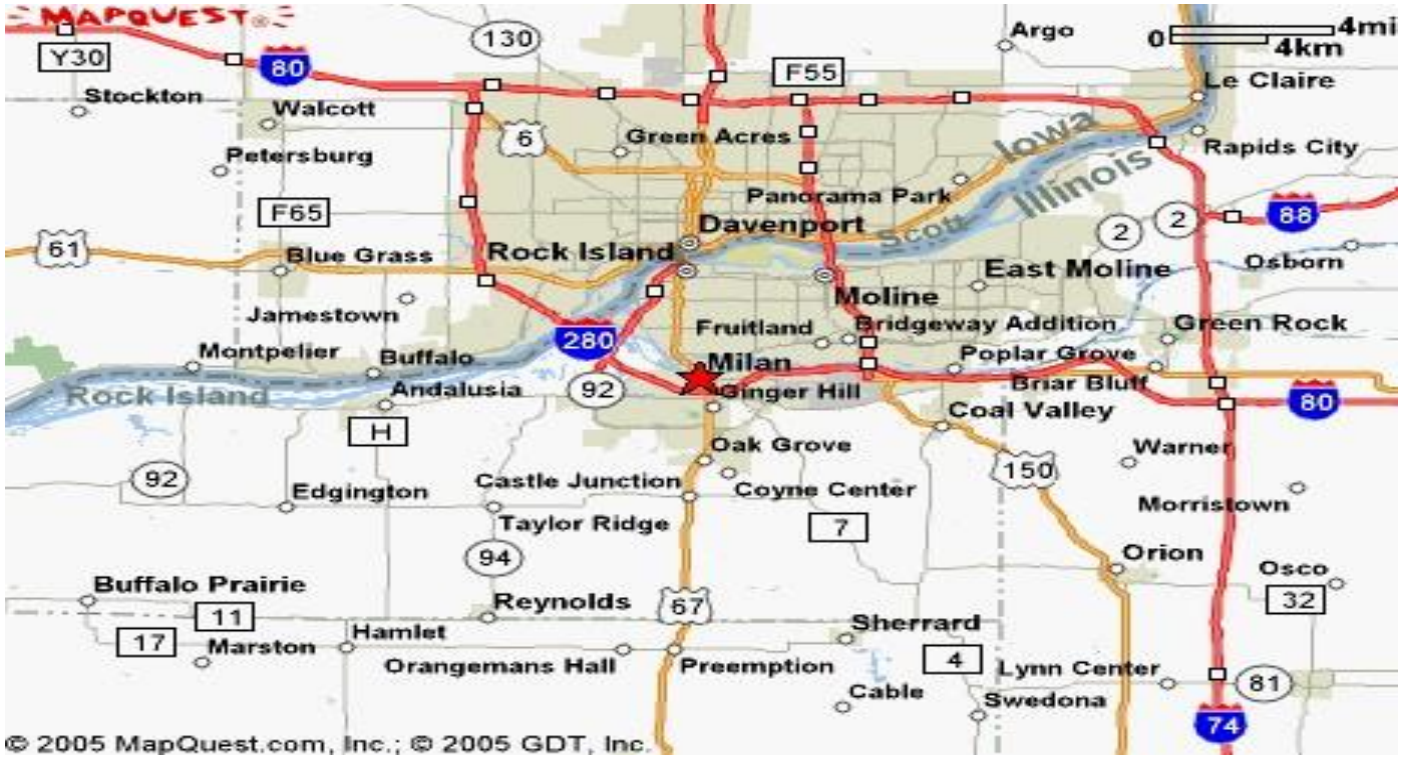 MAPQUEST®
130
Argo
0 4mi
4km
Y30
80
F55
Le Claire
Stockton
Walcott
6
Green Acres
Iowa
Petersburg
Rapids City
Panorama Park
Illinois
F65
Davenport
Scott
2
2
88
61
Blue Grass
Rock Island
East Moline
Osborn
Jamestown
Moline
280
Fruitland
Bridgeway Addition
Green Rock
Montpelier
Buffalo
Milan
Poplar Grove
Rock Island
Andalusia
92
Ginger Hill
Briar Bluff
80
H
Coal Valley
Oak Grove
Warner
92
Edgington
Castle Junction
Coyne Center
150
Morristown
Taylor Ridge
7
94
Orion
Osco
Buffalo Prairie
11
Reynolds
67
32
17
Marston
Hamlet
Sherrard
Orangemans Hall
Preemption
4
Lynn Center
81
Cable
Swedona
74
© 2005 MapQuest.com, Inc.; © 2005 GDT, Inc.